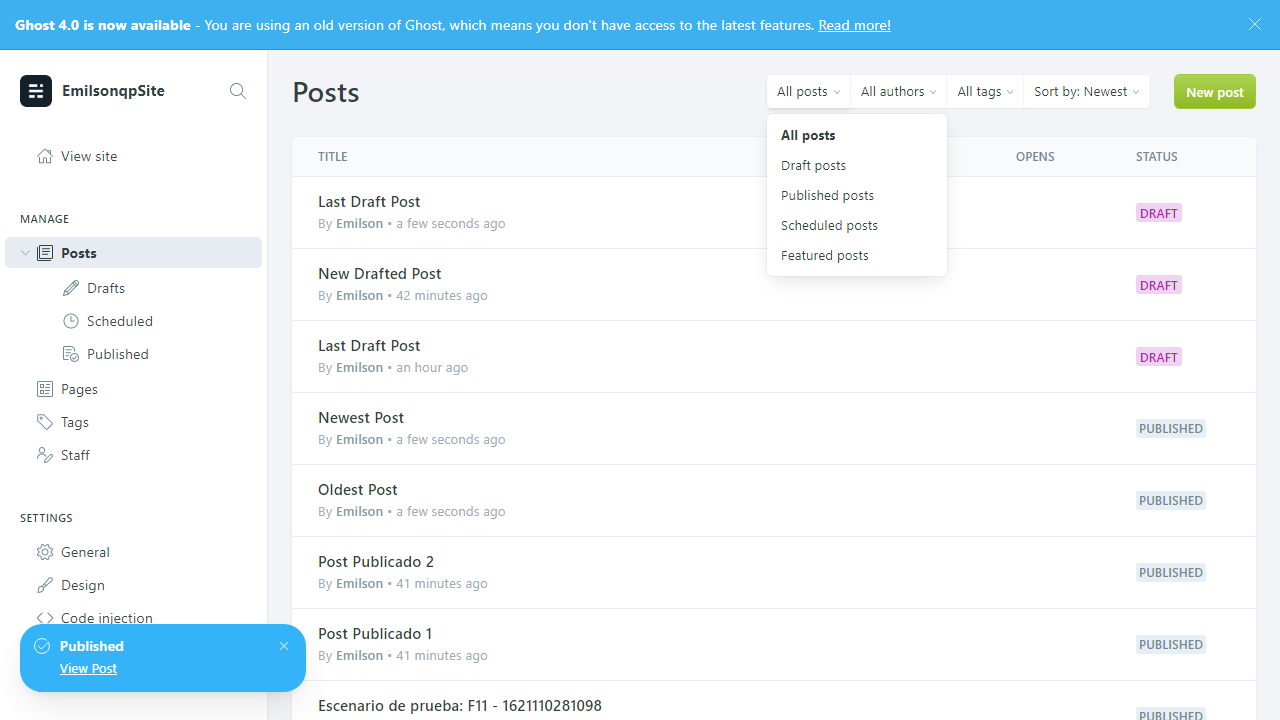 Ghost 4.0 is now available - You are using an old version of Ghost, which means you don't have access to the latest features. Read more!
EmilsonqpSite
View site
MANAGE
Posts
Drafts
Scheduled
Published
Pages
Tags
Staff
SETTINGS
General
Design
Code injection
Published
View Post
Posts
All posts
All authors
All tags
Sort by: Newest
New post
All posts
Draft posts
Published posts
Scheduled posts
Featured posts
TITLE
OPENS
STATUS
Last Draft Post
By Emilson • a few seconds ago
DRAFT
New Drafted Post
By Emilson • 42 minutes ago
DRAFT
Last Draft Post
By Emilson • an hour ago
DRAFT
Newest Post
By Emilson • a few seconds ago
PUBLISHED
Oldest Post
By Emilson • a few seconds ago
PUBLISHED
Post Publicado 2
By Emilson • 41 minutes ago
PUBLISHED
Post Publicado 1
By Emilson • 41 minutes ago
PUBLISHED
Escenario de prueba: F11 - 1621110281098
PUBLISHED